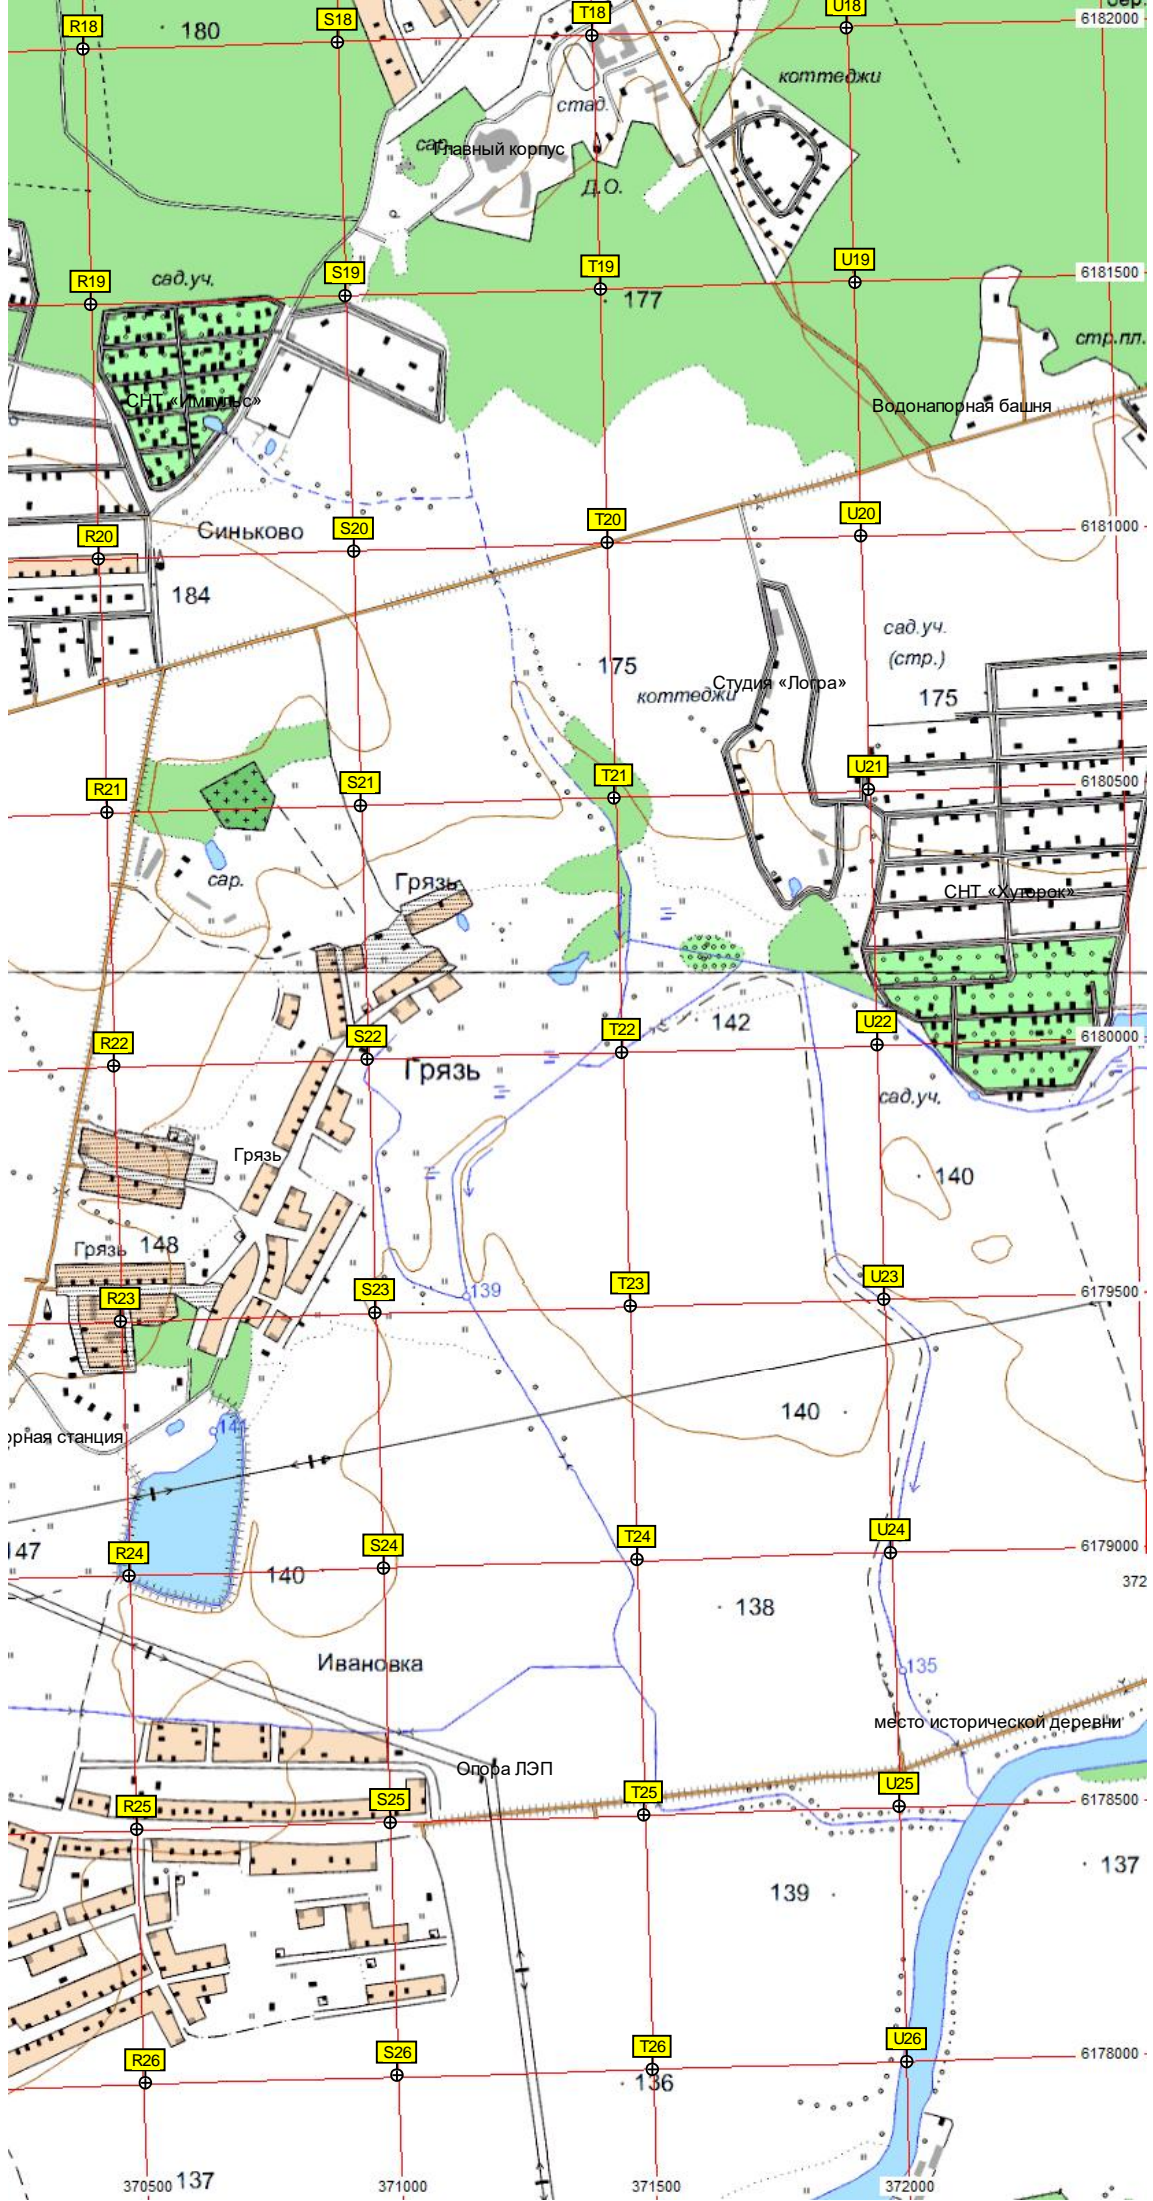 U18
T18
S18
R18
6182000
180
коттеджи
стад.
сар.
Главный корпус
Д.О.
U19
T19
S19
R19
6181500
сад.уч.
177
стр.пл.
СНТ «Импульс»
Водонапорная башня
U20
T20
S20
R20
6181000
Синьково
184
сад.уч.
(стр.)
175
Студия «Логра»
коттеджи
175
U21
T21
S21
R21
6180500
сар.
Грязь
СНТ «Хуторок»
142
U22
T22
S22
R22
6180000
Грязь
сад.уч.
Грязь
140
Грязь
148
U23
T23
S23
R23
139
6179500
140
141
орная станция
U24
T24
S24
R24
6179000
147
140
372
138
Ивановка
135
место исторической деревни
Опора ЛЭП
U25
T25
S25
R25
6178500
137
139
U26
T26
S26
R26
6178000
136
137
370500
371000
371500
372000